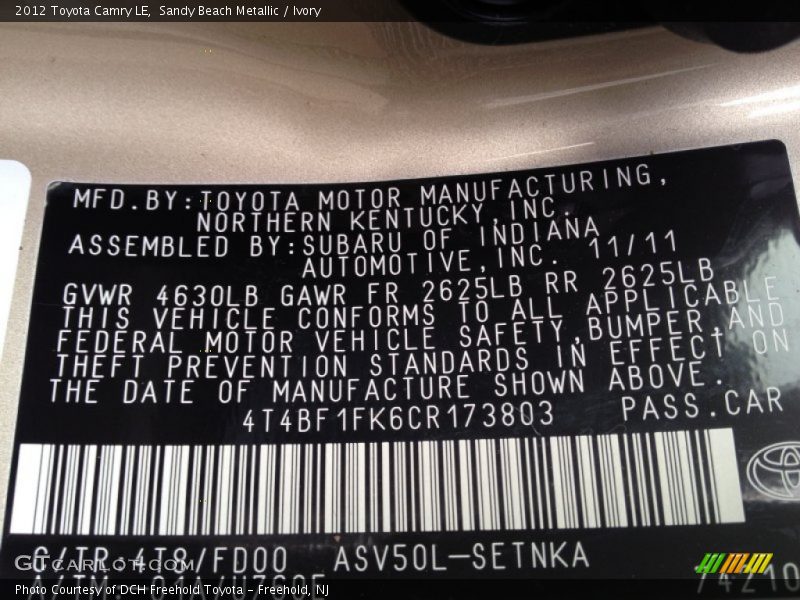 2012 Toyota Camry LE, Sandy Beach Metallic / Ivory
MFD.BY:TOYOTA MOTOR MANUFACTURING,
NORTHERN KENTUCKY,INC.
ASSEMBLED BY:SUBARU OF INDIANA
AUTOMOTIVE,INC. 11/11
GVWR 4630LB GAWR FR 2625LB RR 2625LB
THIS VEHICLE CONFORMS TO ALL APPLICABLE
FEDERAL MOTOR VEHICLE SAFETY,BUMPER,AND
THEFT PREVENTION STANDARDS IN EFFECT ON
THE DATE OF MANUFACTURE SHOWN ABOVE.
4T4BF1FK6CR173803 PASS.CAR
C/TR:4T8/FD00 ASV50L-SETNKA
GTCarLot.com
Photo Courtesy of DCH Freehold Toyota - Freehold, NJ